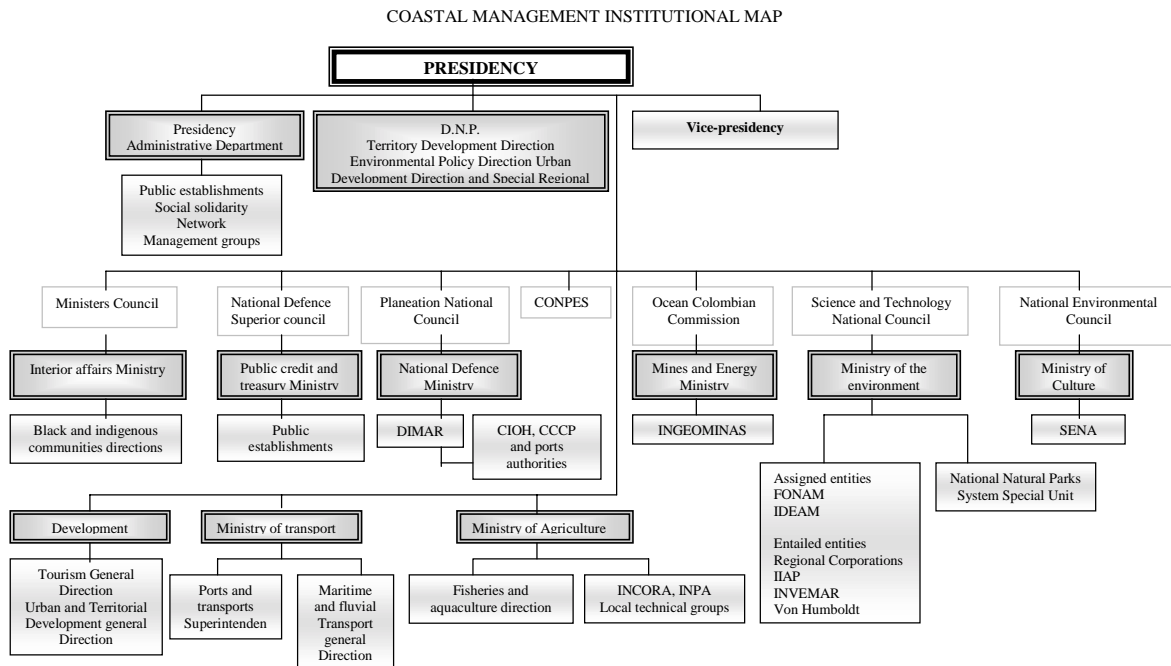 COASTAL MANAGEMENT INSTITUTIONAL MAP
PRESIDENCY
Presidency
Administrative Department
D.N.P.
Territory Development Direction
Environmental Policy Direction Urban
Development Direction and Special Regional
Vice-presidency
Public establishments
Social solidarity
Network
Management groups
Ministers Council
National Defence
Superior council
Planeation National
Council
CONPES
Ocean Colombian
Commission
Science and Technology
National Council
National Environmental
Council
Interior affairs Ministry
Public credit and
treasury Ministry
National Defence
Ministry
Mines and Energy
Ministry
Ministry of the
environment
Ministry of
Culture
Black and indigenous
communities directions
Public
establishments
DIMAR
CIOH, CCCP
and ports
authorities
INGEOMINAS
SENA
Assigned entities
FONAM
IDEAM
Entailed entities
Regional Corporations
IIAP
INVEMAR
Von Humboldt
National Natural Parks
System Special Unit
Development
Ministry of transport
Ministry of Agriculture
Tourism General
Direction
Urban and Territorial
Development general
Direction
Ports and
transports
Superintenden
Maritime
and fluvial
Transport
general
Direction
Fisheries and
aquaculture direction
INCORA, INPA
Local technical groups